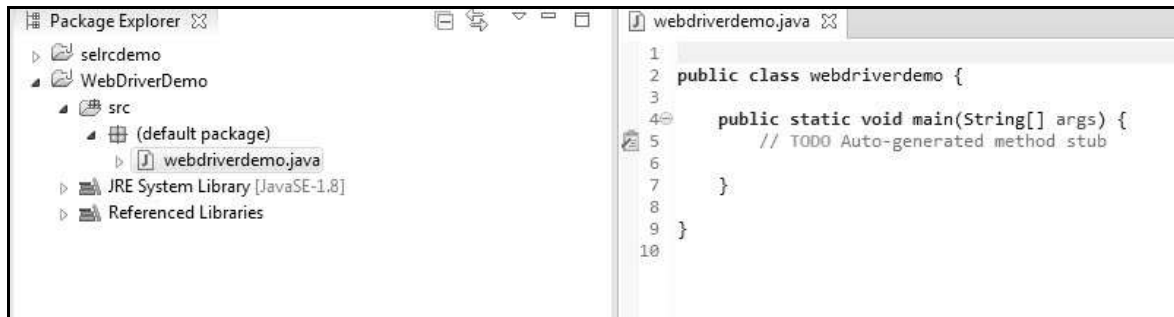 Package Explorer
selrcdemo
WebDriverDemo
src
(default package)
webdriverdemo.java
JRE System Library [JavaSE-1.8]
Referenced Libraries
webdriverdemo.java
1
2 public class webdriverdemo {
3
4 public static void main(String[] args) {
5 // TODO Auto-generated method stub
6
7 }
8
9 }
10